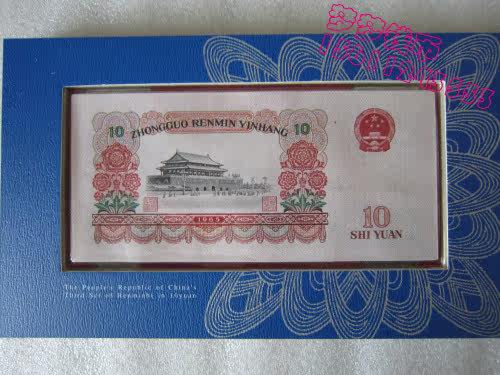 10
ZHONGGUO RENMIN YINHANG
10
1965
10
SHI YUAN
The People's Republic of China's
Third Set of Renminbi in 10yuan